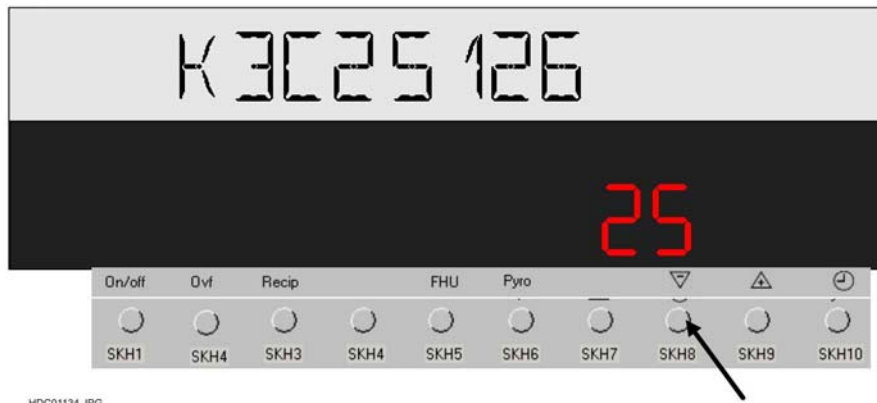 K3C25126
25
On/off Ovf Recip FHU Pyro
SKH1 SKH4 SKH3 SKH4 SKH5 SKH6 SKH7 SKH8 SKH9 SKH10
HDC01134.JPG